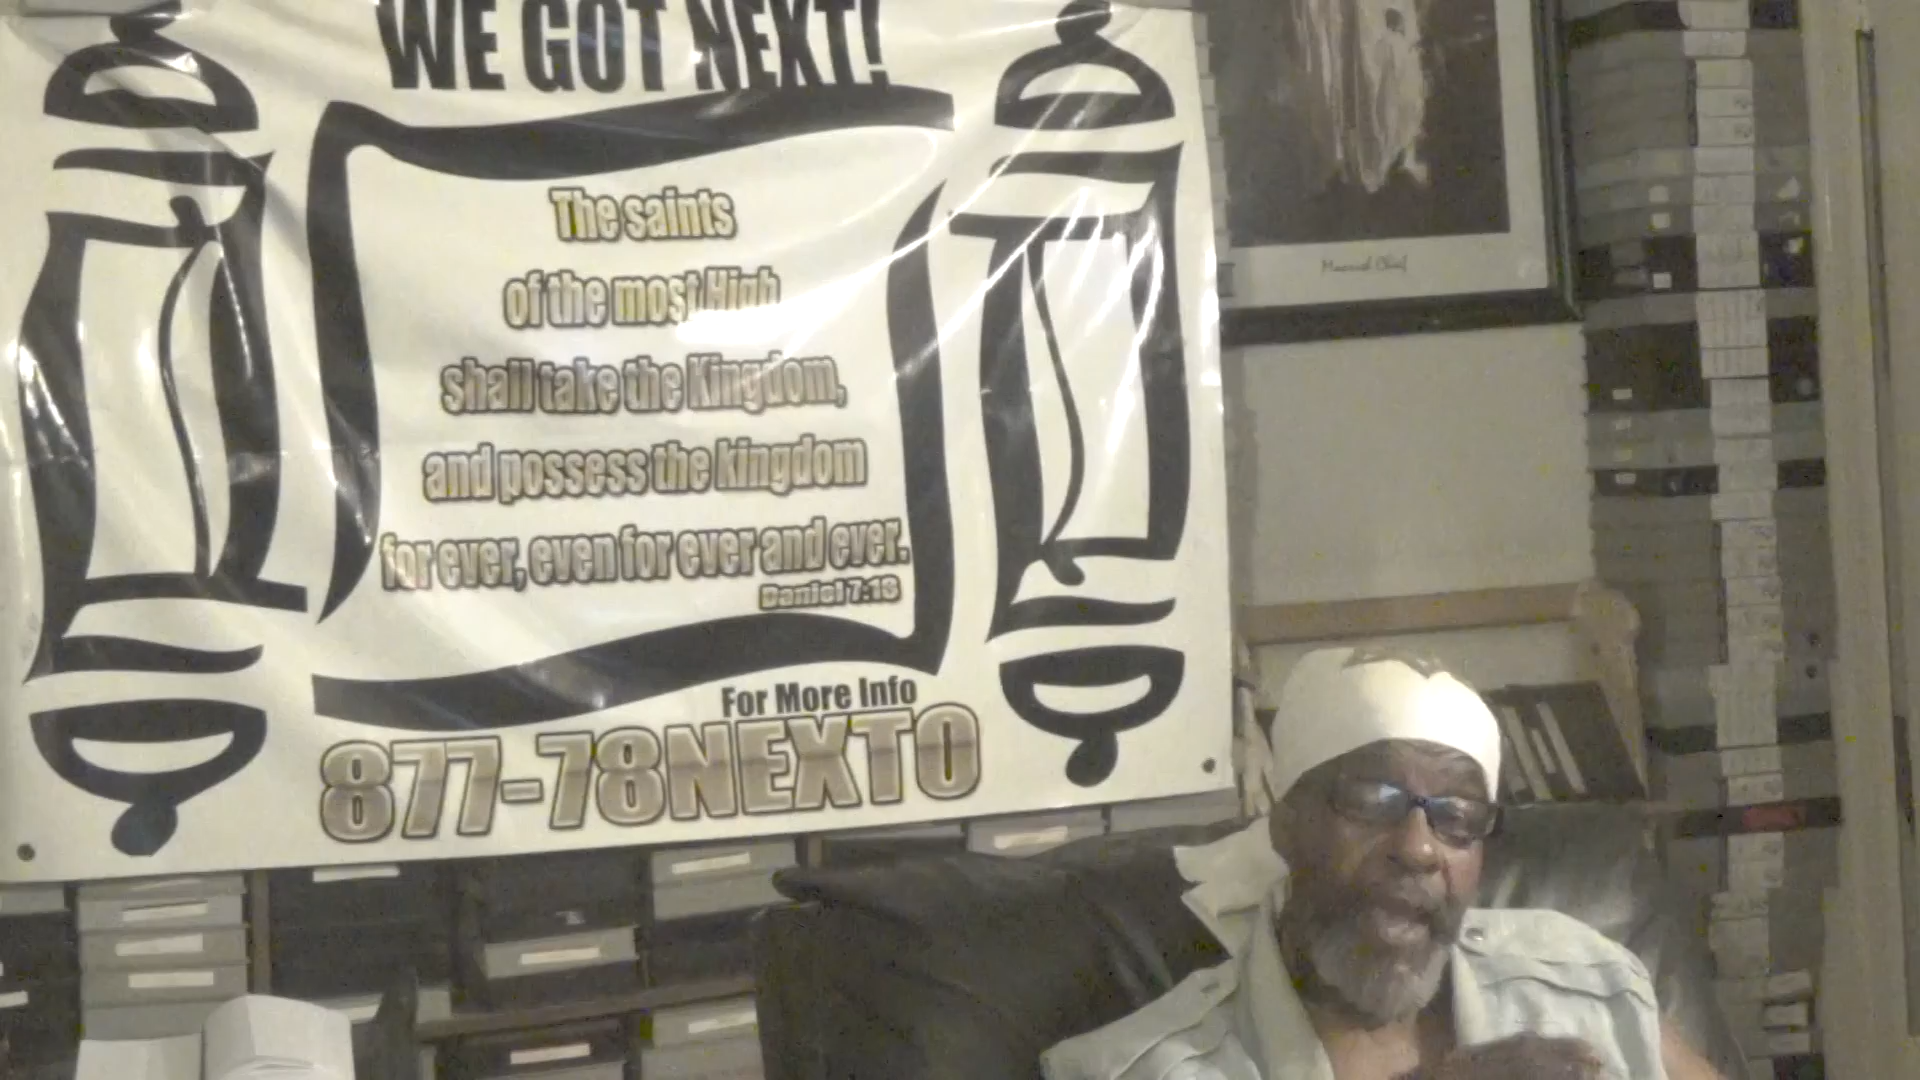 WE GOT NEXT!
The saints
of the most High
shall take the Kingdom,
and possess the kingdom
for ever, even for ever and ever.
Daniel 7:18
For More Info
877-78NEXTO